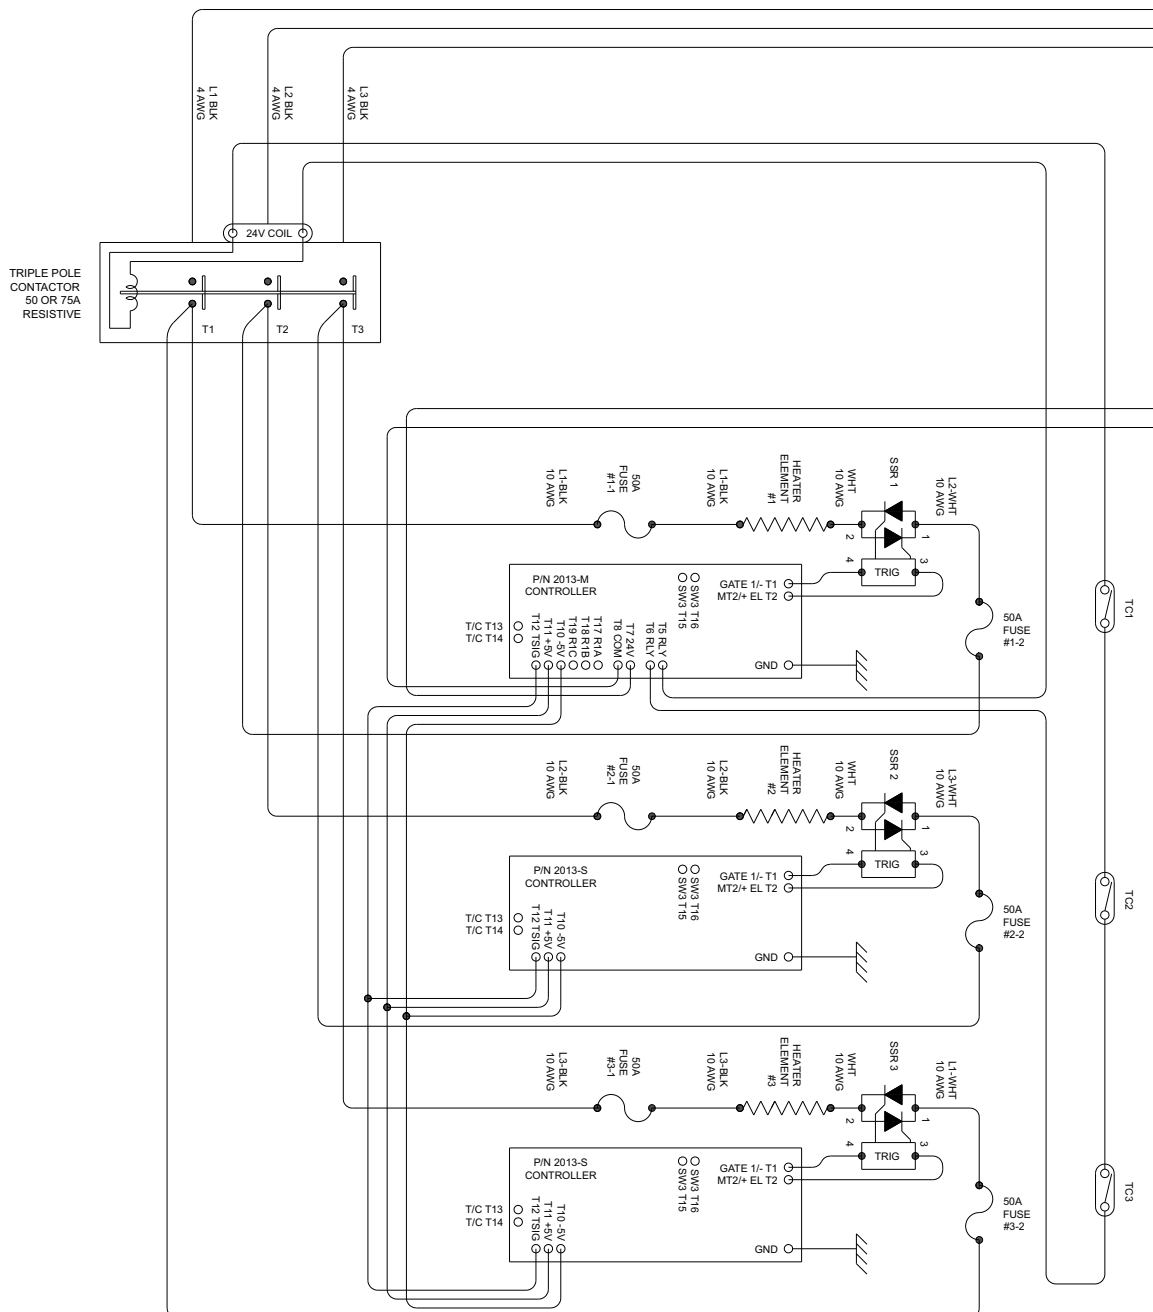 L1 BLK
4 AWG
L2 BLK
4 AWG
L3 BLK
4 AWG
24V COIL
TRIPLE POLE
CONTACTOR
50 OR 75A
RESISTIVE
T1
T2
T3
L1-BLK
10 AWG
50A
FUSE
#1-1
L1-BLK
10 AWG
HEATER
ELEMENT
#1
WHT
10 AWG
SSR 1
L2-WHT
10 AWG
2
1
4
3
TRIG
P/N 2013-M
CONTROLLER
SW3 T15
SW3 T16
GATE 1/- T1
MT2/+ EL T2
T/C T13
T/C T14
T12 TSIG
T11 +5V
T10 -5V
T19 R1C
T18 R1B
T17 R1A
T8 COM
T7 24V
T6 RLY
T5 RLY
GND
50A
FUSE
#1-2
TC1
L2-BLK
10 AWG
50A
FUSE
#2-1
L2-BLK
10 AWG
HEATER
ELEMENT
#2
WHT
10 AWG
SSR 2
L3-WHT
10 AWG
2
1
4
3
TRIG
P/N 2013-S
CONTROLLER
SW3 T15
SW3 T16
GATE 1/- T1
MT2/+ EL T2
T/C T13
T/C T14
T12 TSIG
T11 +5V
T10 -5V
GND
50A
FUSE
#2-2
TC2
L3-BLK
10 AWG
50A
FUSE
#3-1
L3-BLK
10 AWG
HEATER
ELEMENT
#3
WHT
10 AWG
SSR 3
L1-WHT
10 AWG
2
1
4
3
TRIG
P/N 2013-S
CONTROLLER
SW3 T15
SW3 T16
GATE 1/- T1
MT2/+ EL T2
T/C T13
T/C T14
T12 TSIG
T11 +5V
T10 -5V
GND
50A
FUSE
#3-2
TC3